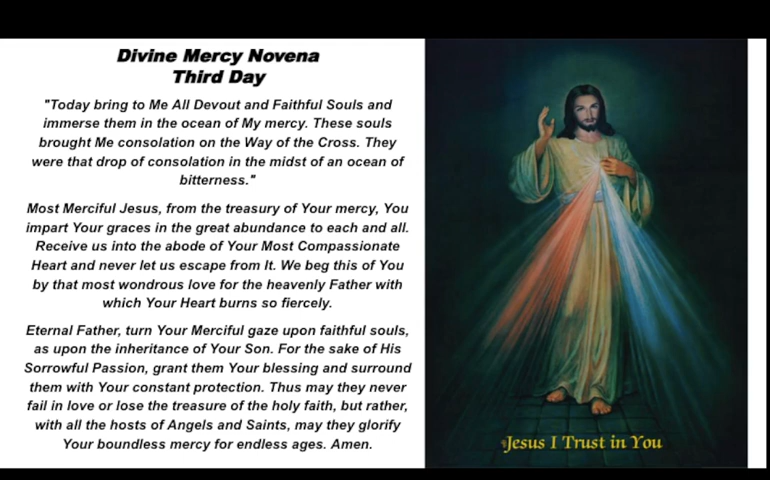 Divine Mercy Novena
Third Day
"Today bring to Me All Devout and Faithful Souls and
immerse them in the ocean of My mercy. These souls
brought Me consolation on the Way of the Cross. They
were that drop of consolation in the midst of an ocean of
bitterness."
Most Merciful Jesus, from the treasury of Your mercy, You
impart Your graces in the great abundance to each and all.
Receive us into the abode of Your Most Compassionate
Heart and never let us escape from It. We beg this of You
by that most wondrous love for the heavenly Father with
which Your Heart burns so fiercely.
Eternal Father, turn Your Merciful gaze upon faithful souls,
as upon the inheritance of Your Son. For the sake of His
Sorrowful Passion, grant them Your blessing and surround
them with Your constant protection. Thus may they never
fail in love or lose the treasure of the holy faith, but rather,
with all the hosts of Angels and Saints, may they glorify
Your boundless mercy for endless ages. Amen.
Jesus I Trust in You